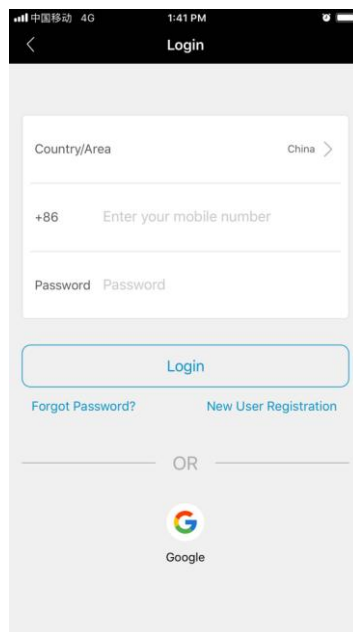 中国移动 4G 1:41 PM
Login
Country/Area China
+86 Enter your mobile number
Password Password
Login
Forgot Password? New User Registration
OR
Google